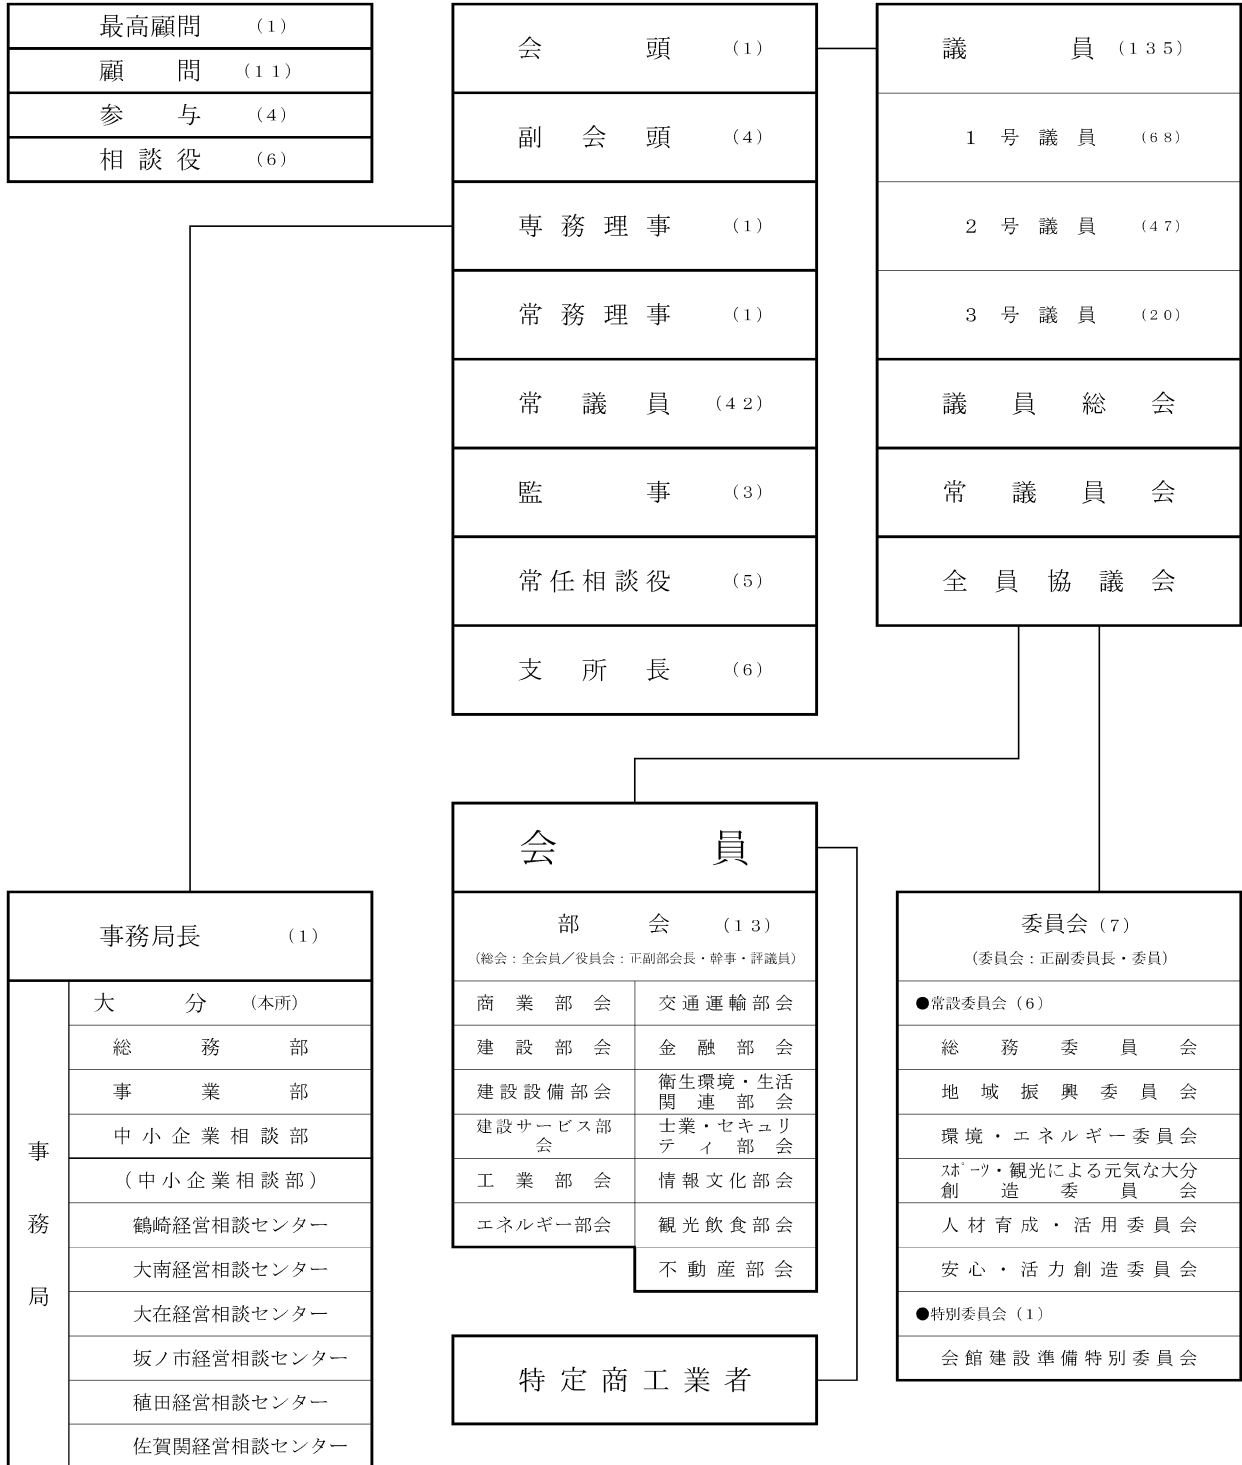 最高顧問 (1)
顧問 (11)
参与 (4)
相談役 (6)
会頭 (1)
副会頭 (4)
専務理事 (1)
常務理事 (1)
常議員 (42)
監事 (3)
常任相談役 (5)
支所長 (6)
議員 (135)
1号議員 (68)
2号議員 (47)
3号議員 (20)
議員総会
常議員会
全員協議会
会員
部会 (13)
(総会:全会員/役員会:正副部会長・幹事・評議員)
商業部会
建設部会
建設設備部会
建設サービス部
会
工業部会
エネルギー部会
交通運輸部会
金融部会
衛生環境・生活
関連部会
士業・セキュリ
ティ部会
情報文化部会
観光飲食部会
不動産部会
特定商工業者
事務局長 (1)
事務局
大分 (本所)
総務部
事業部
中小企業相談部
(中小企業相談部)
鶴崎経営相談センター
大南経営相談センター
大在経営相談センター
坂ノ市経営相談センター
稙田経営相談センター
佐賀関経営相談センター
委員会 (7)
(委員会:正副委員長・委員)
●常設委員会 (6)
総務委員会
地域振興委員会
環境・エネルギー委員会
スポーツ・観光による元気な大分
創造委員会
人材育成・活用委員会
安心・活力創造委員会
●特別委員会 (1)
会館建設準備特別委員会